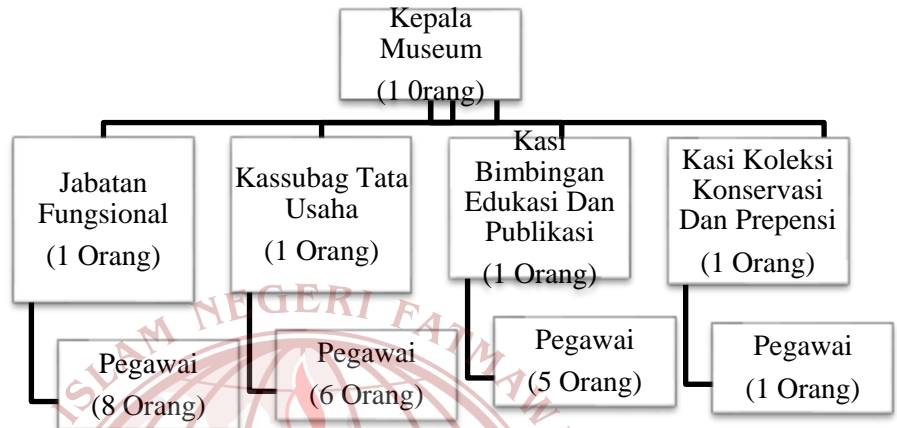 Kepala
Museum
(1 0rang)
Jabatan
Fungsional
(1 Orang)
Kassubag Tata
Usaha
(1 Orang)
Kasi
Bimbingan
Edukasi Dan
Publikasi
(1 Orang)
Kasi Koleksi
Konservasi
Dan Prepensi
(1 Orang)
Pegawai
(8 Orang)
Pegawai
(6 Orang)
Pegawai
(5 Orang)
Pegawai
(1 Orang)
ISLAM NEGERI